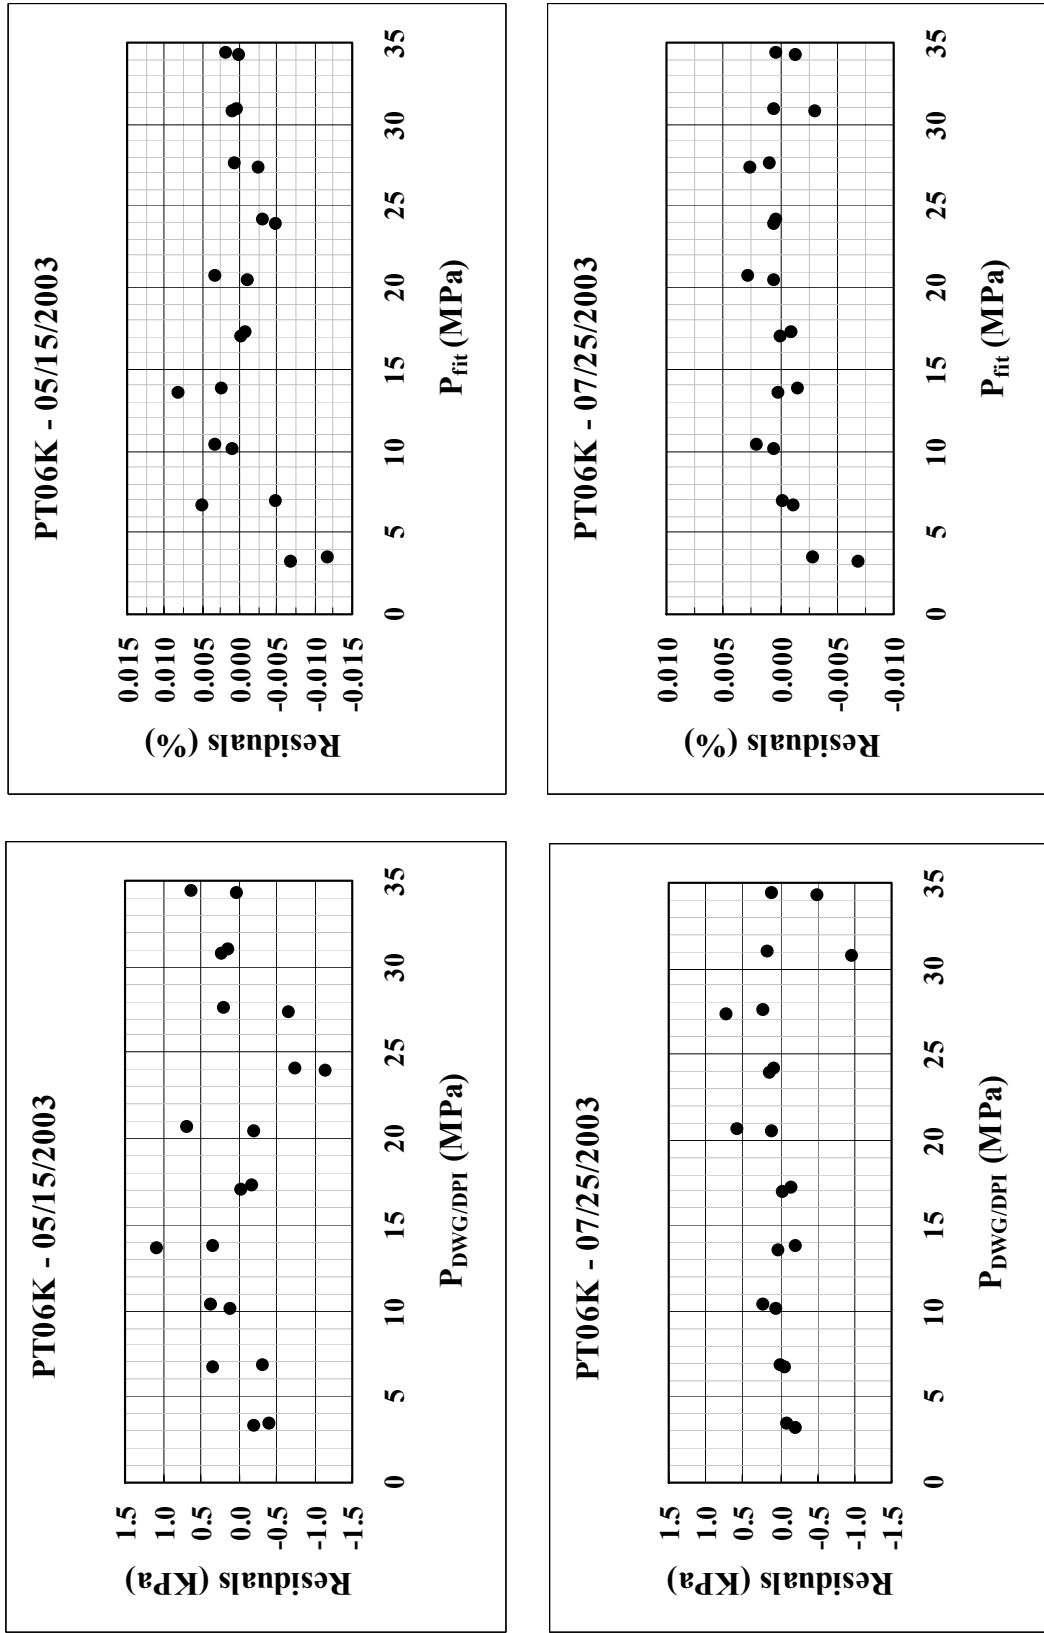 PT06K - 05/15/2003
Residuals (KPa)
1.5
1.0
0.5
0.0
-0.5
-1.0
-1.5
0 5 10 15 20 25 30 35
P_DWG/DPI (MPa)
PT06K - 05/15/2003
Residuals (%)
0.015
0.010
0.005
0.000
-0.005
-0.010
-0.015
0 5 10 15 20 25 30 35
P_fit (MPa)
PT06K - 07/25/2003
Residuals (KPa)
1.5
1.0
0.5
0.0
-0.5
-1.0
-1.5
0 5 10 15 20 25 30 35
P_DWG/DPI (MPa)
PT06K - 07/25/2003
Residuals (%)
0.010
0.005
0.000
-0.005
-0.010
0 5 10 15 20 25 30 35
P_fit (MPa)